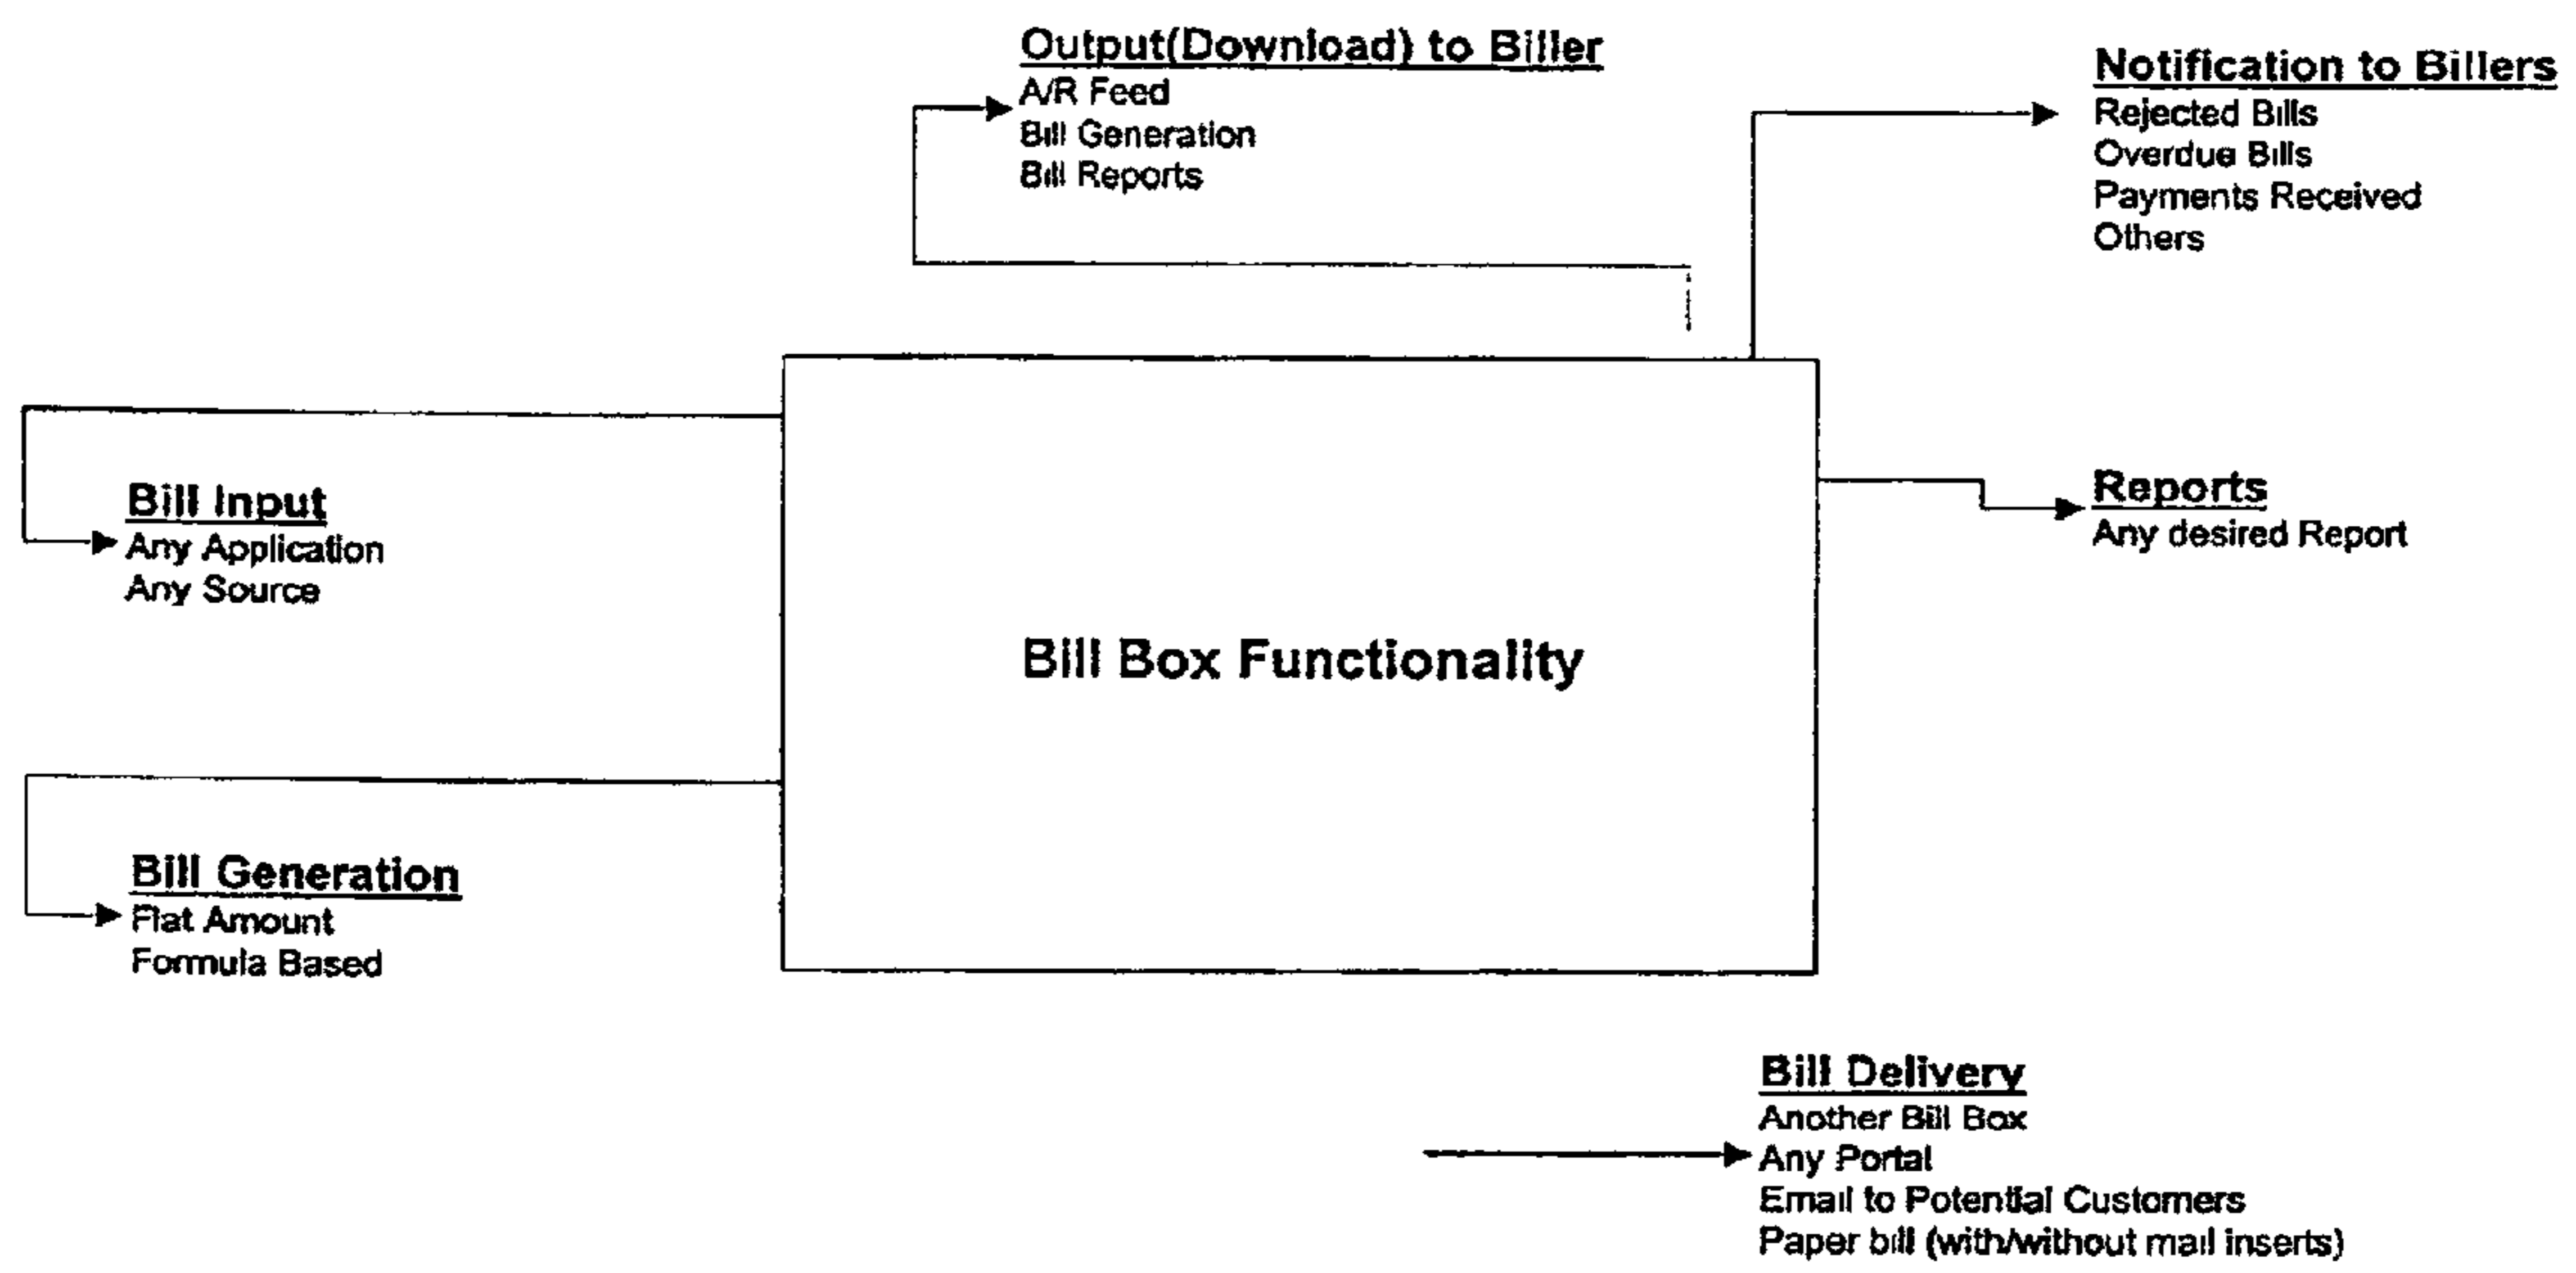 Output(Download) to Biller
A/R Feed
Bill Generation
Bill Reports
Notification to Billers
Rejected Bills
Overdue Bills
Payments Received
Others
Bill Input
Any Application
Any Source
Reports
Any desired Report
Bill Box Functionality
Bill Generation
Flat Amount
Formula Based
Bill Delivery
Another Bill Box
Any Portal
Email to Potential Customers
Paper bill (with/without mail inserts)